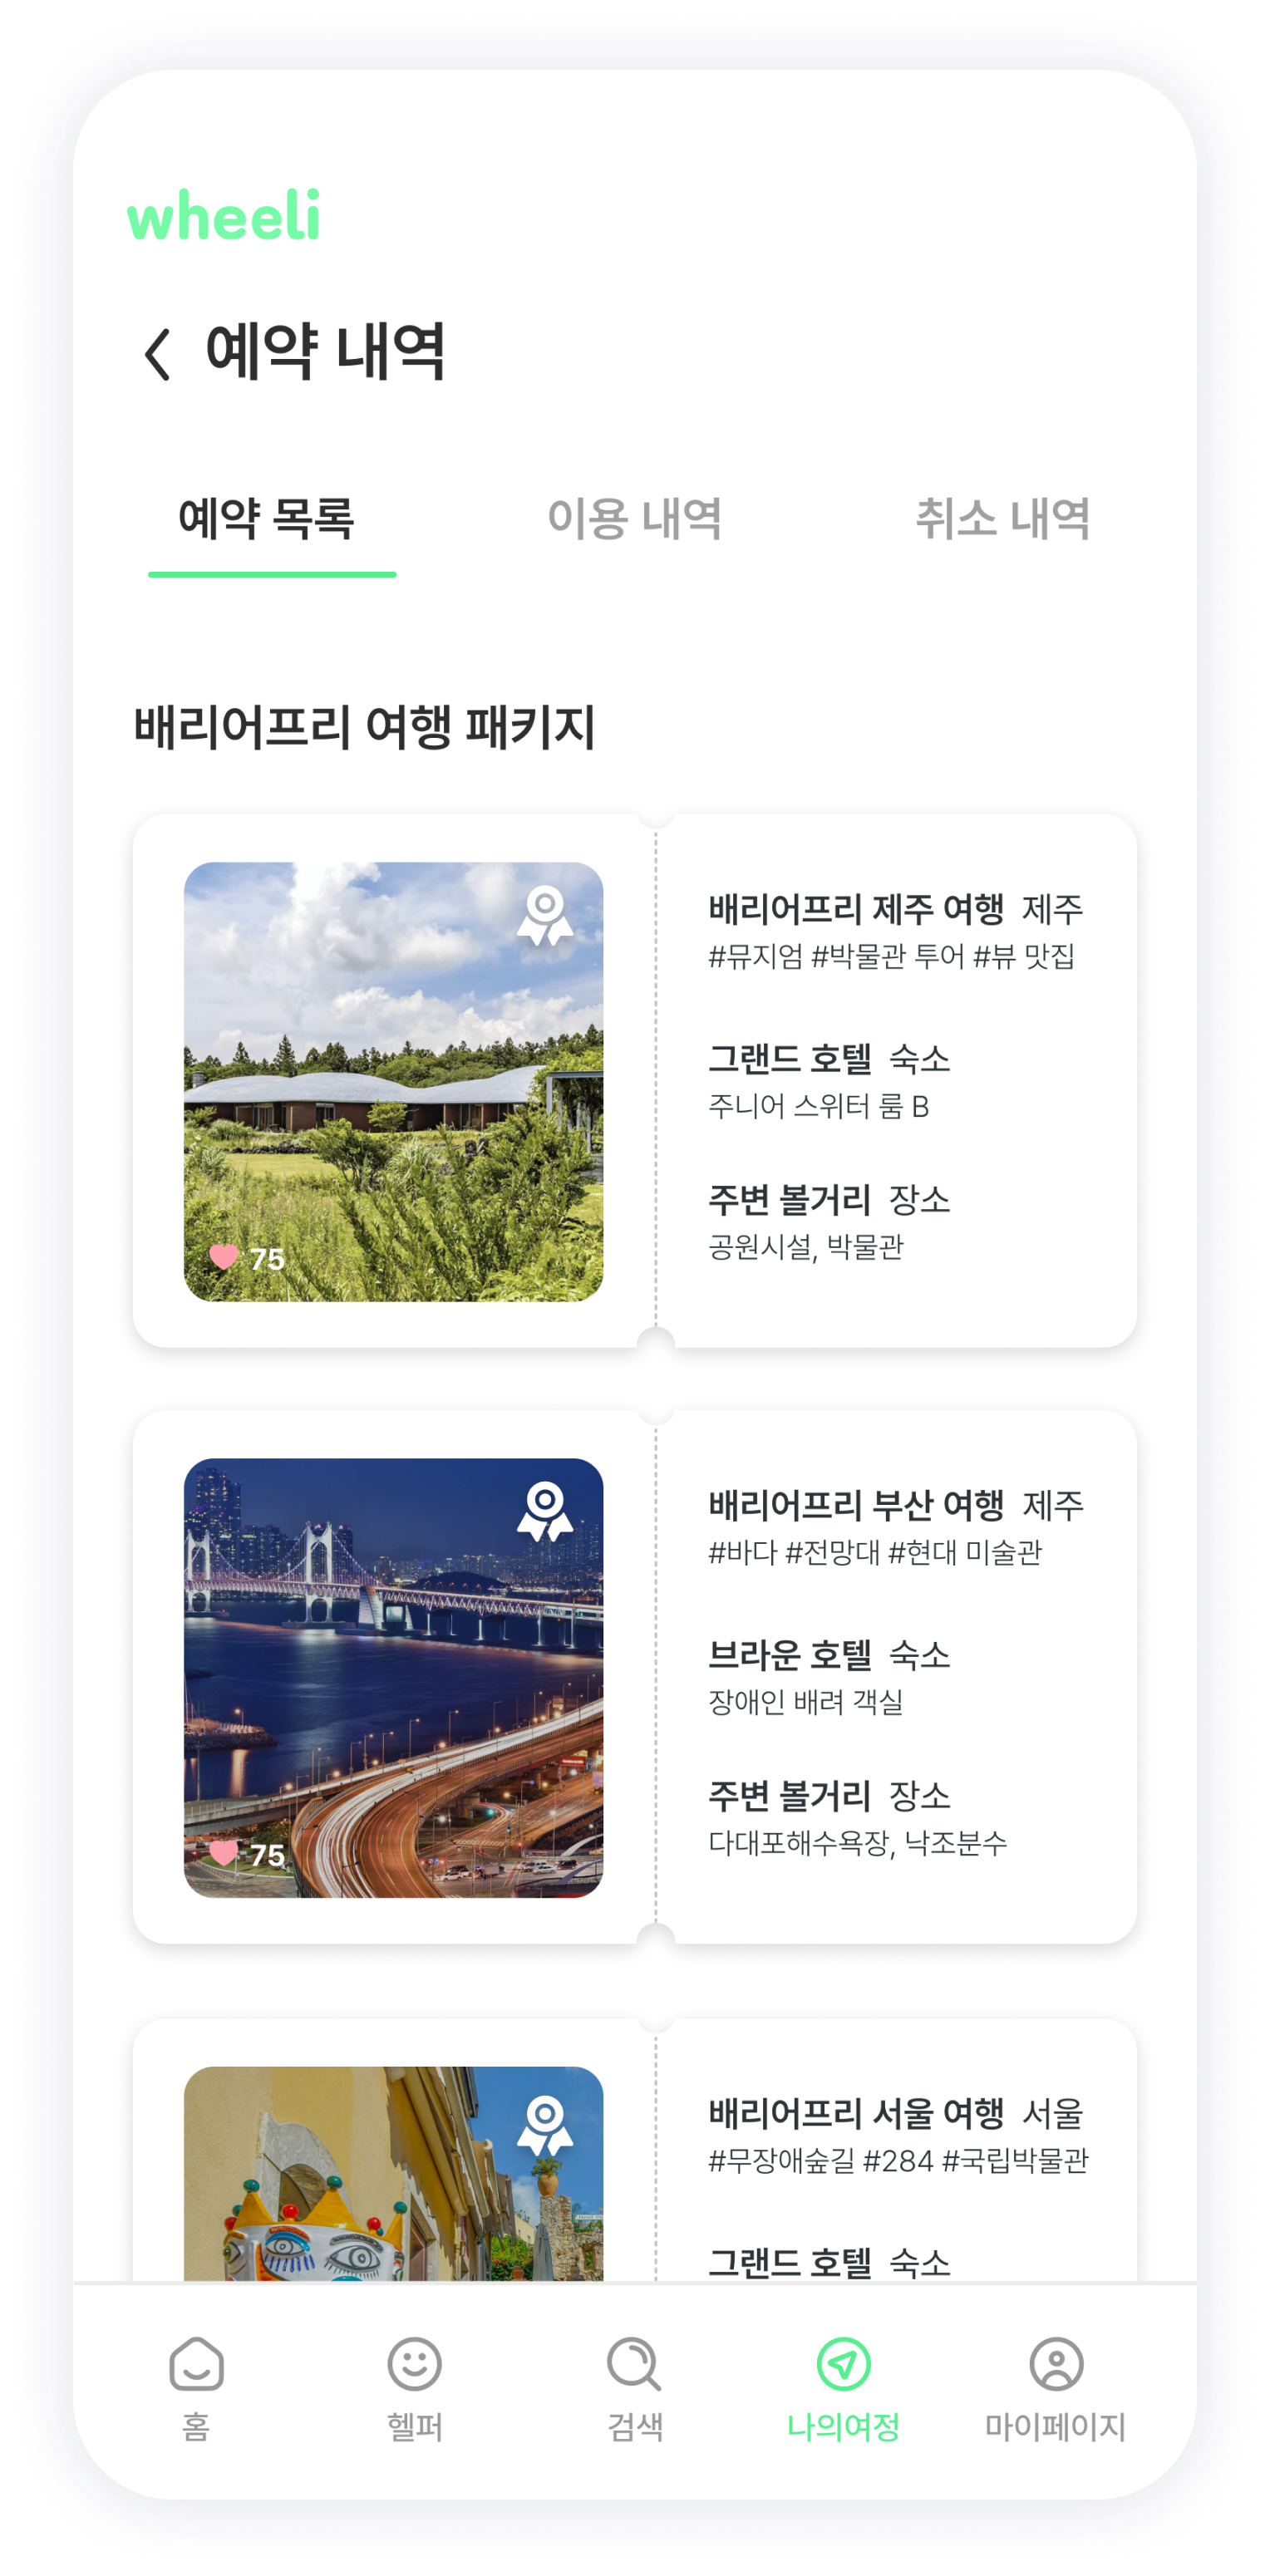 wheeli
예약 내역
예약 목록 이용 내역 취소 내역
배리어프리 여행 패키지
배리어프리 제주 여행 제주
#뮤지엄 #박물관 투어 #뷰 맛집
그랜드 호텔 숙소
주니어 스위터 룸 B
주변 볼거리 장소
공원시설, 박물관
75
배리어프리 부산 여행 제주
#바다 #전망대 #현대 미술관
브라운 호텔 숙소
장애인 배려 객실
주변 볼거리 장소
다대포해수욕장, 낙조분수
75
배리어프리 서울 여행 서울
#무장애숲길 #284 #국립박물관
그랜드 호텔 숙소
홈 헬퍼 검색 나의여정 마이페이지